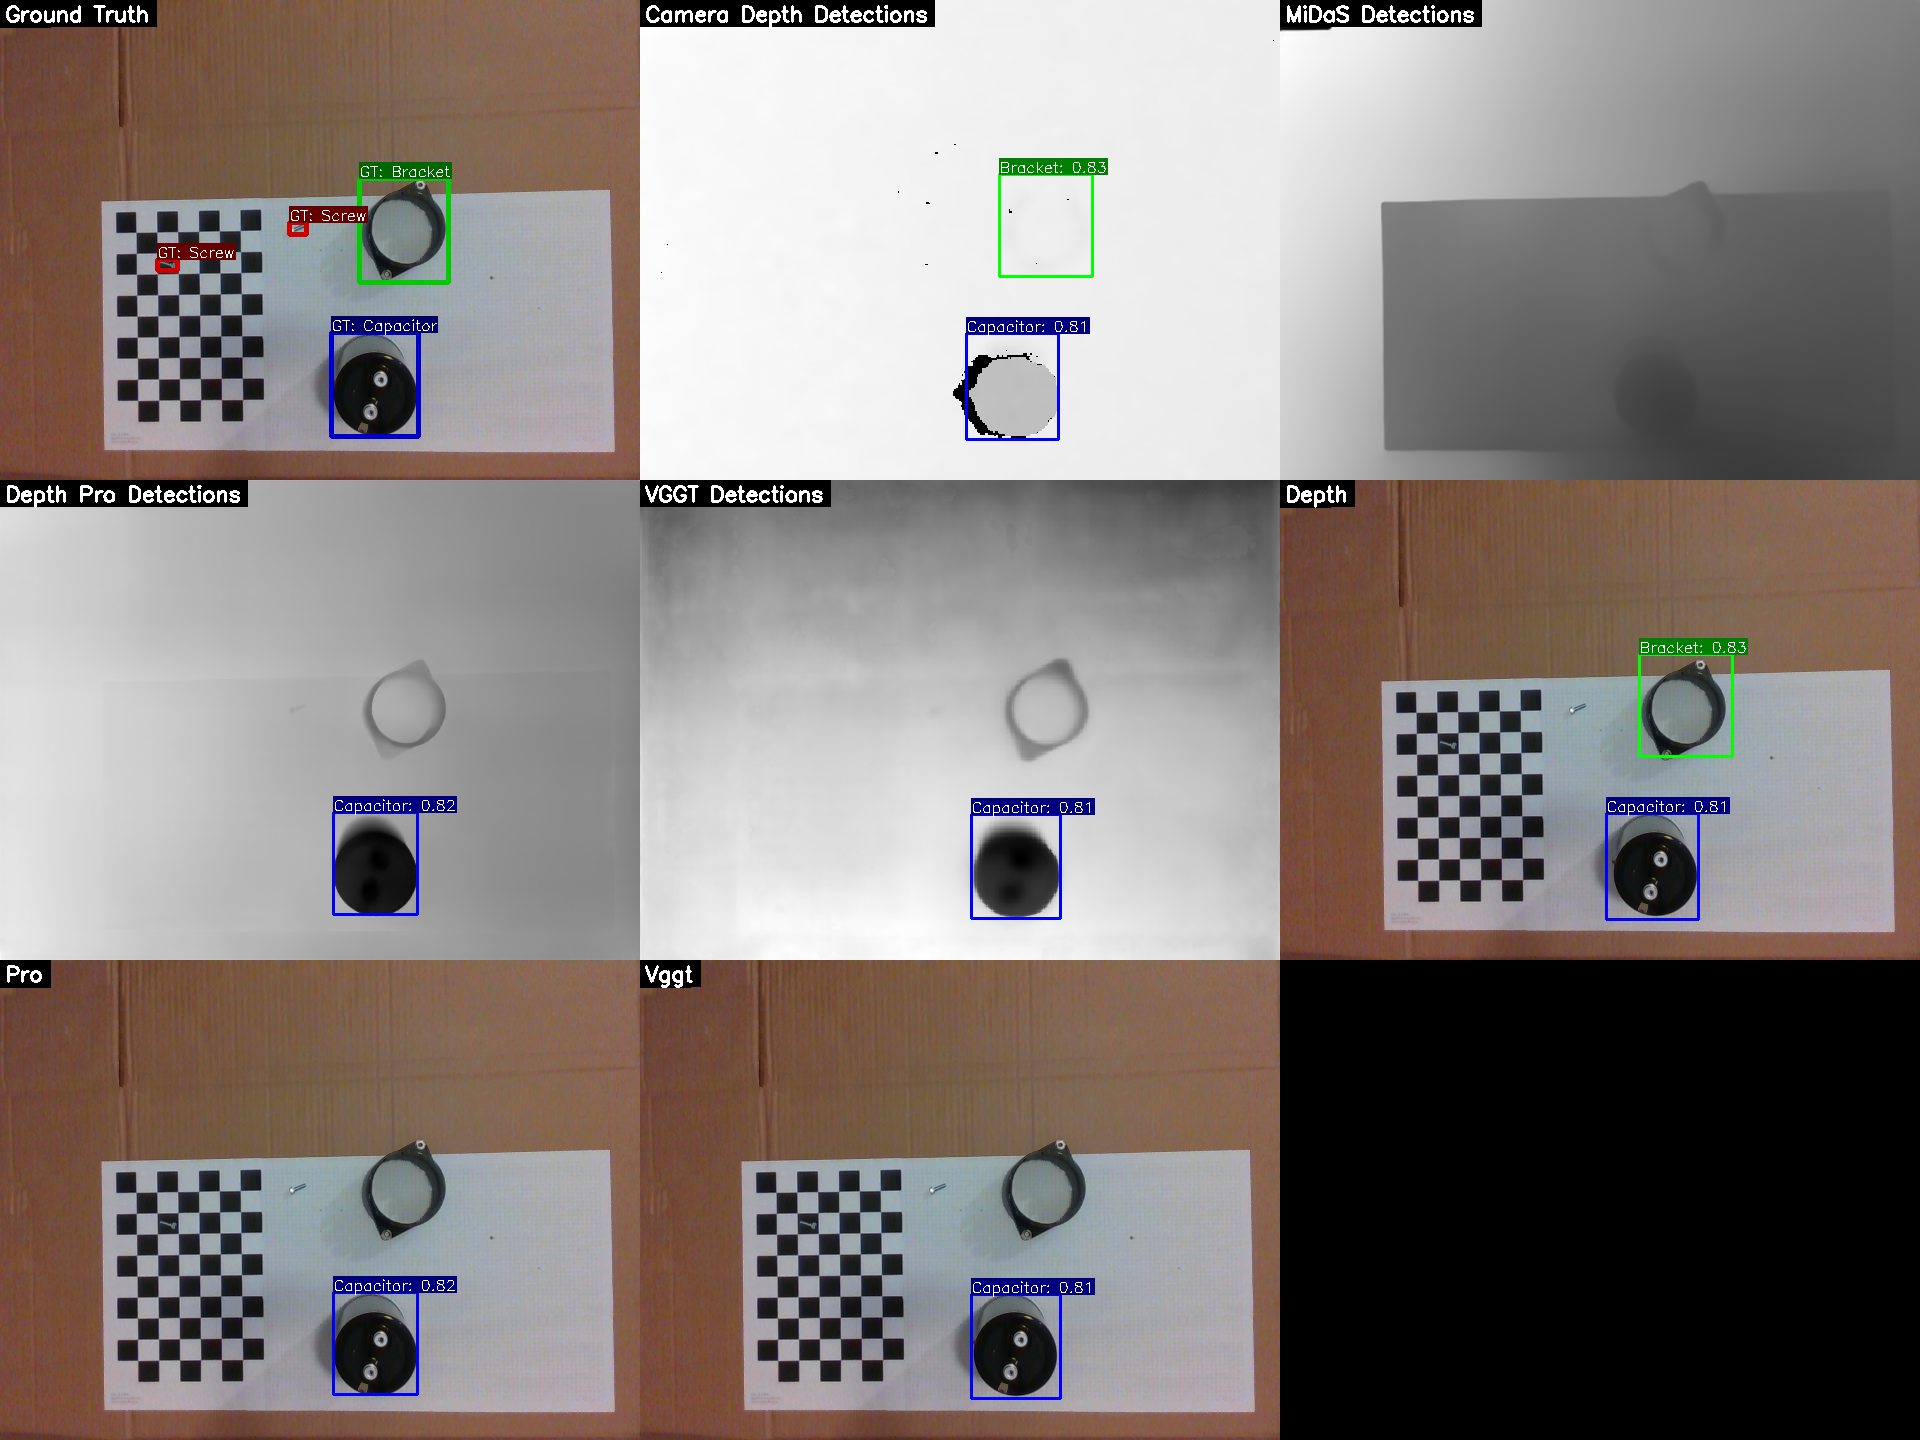 Ground Truth
GT: Bracket
GT: Screw
GT: Screw
GT: Capacitor
Camera Depth Detections
Bracket: 0.83
Capacitor: 0.81
MiDaS Detections
Depth Pro Detections
Capacitor: 0.82
VGGT Detections
Capacitor: 0.81
Depth
Bracket: 0.83
Capacitor: 0.81
Pro
Capacitor: 0.82
Vggt
Capacitor: 0.81